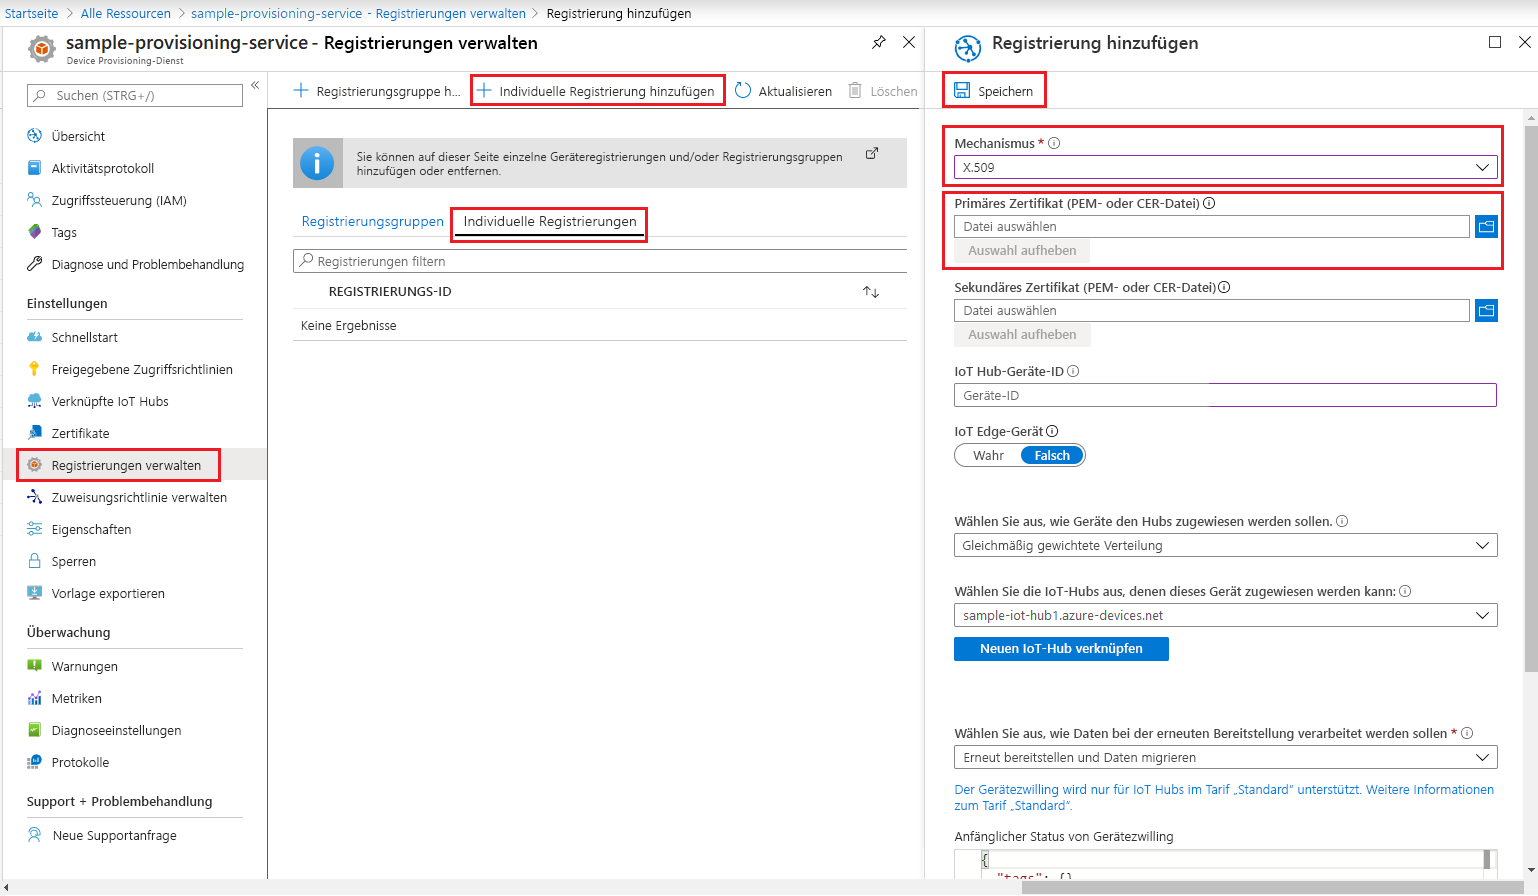 Startseite > Alle Ressourcen > sample-provisioning-service - Registrierungen verwalten > Registrierung hinzufügen
sample-provisioning-service - Registrierungen verwalten
Device Provisioning-Dienst
Suchen (STRG+/)
Übersicht
Aktivitätsprotokoll
Zugriffssteuerung (IAM)
Tags
Diagnose und Problembehandlung
Einstellungen
Schnellstart
Freigegebene Zugriffsrichtlinien
Verknüpfte IoT Hubs
Zertifikate
Registrierungen verwalten
Zuweisungsrichtlinie verwalten
Eigenschaften
Sperren
Vorlage exportieren
Überwachung
Warnungen
Metriken
Diagnoseeinstellungen
Protokolle
Support + Problembehandlung
Neue Supportanfrage
Registrierungsgruppe h... Individuelle Registrierung hinzufügen Aktualisieren Löschen
Sie können auf dieser Seite einzelne Geräteregistrierungen und/oder Registrierungsgruppen
hinzufügen oder entfernen.
Registrierungsgruppen Individuelle Registrierungen
Registrierungen filtern
REGISTRIERUNGS-ID
Keine Ergebnisse
Registrierung hinzufügen
Speichern
Mechanismus *
X.509
Primäres Zertifikat (PEM- oder CER-Datei)
Datei auswählen
Auswahl aufheben
Sekundäres Zertifikat (PEM- oder CER-Datei)
Datei auswählen
Auswahl aufheben
IoT Hub-Geräte-ID
Geräte-ID
IoT Edge-Gerät
Wahr Falsch
Wählen Sie aus, wie Geräte den Hubs zugewiesen werden sollen.
Gleichmäßig gewichtete Verteilung
Wählen Sie die IoT-Hubs aus, denen dieses Gerät zugewiesen werden kann:
sample-iot-hub1.azure-devices.net
Neuen IoT-Hub verknüpfen
Wählen Sie aus, wie Daten bei der erneuten Bereitstellung verarbeitet werden sollen *
Erneut bereitstellen und Daten migrieren
Der Gerätezwilling wird nur für IoT Hubs im Tarif „Standard“ unterstützt. Weitere Informationen
zum Tarif „Standard“.
Anfänglicher Status von Gerätezwilling
{
"tags": {},